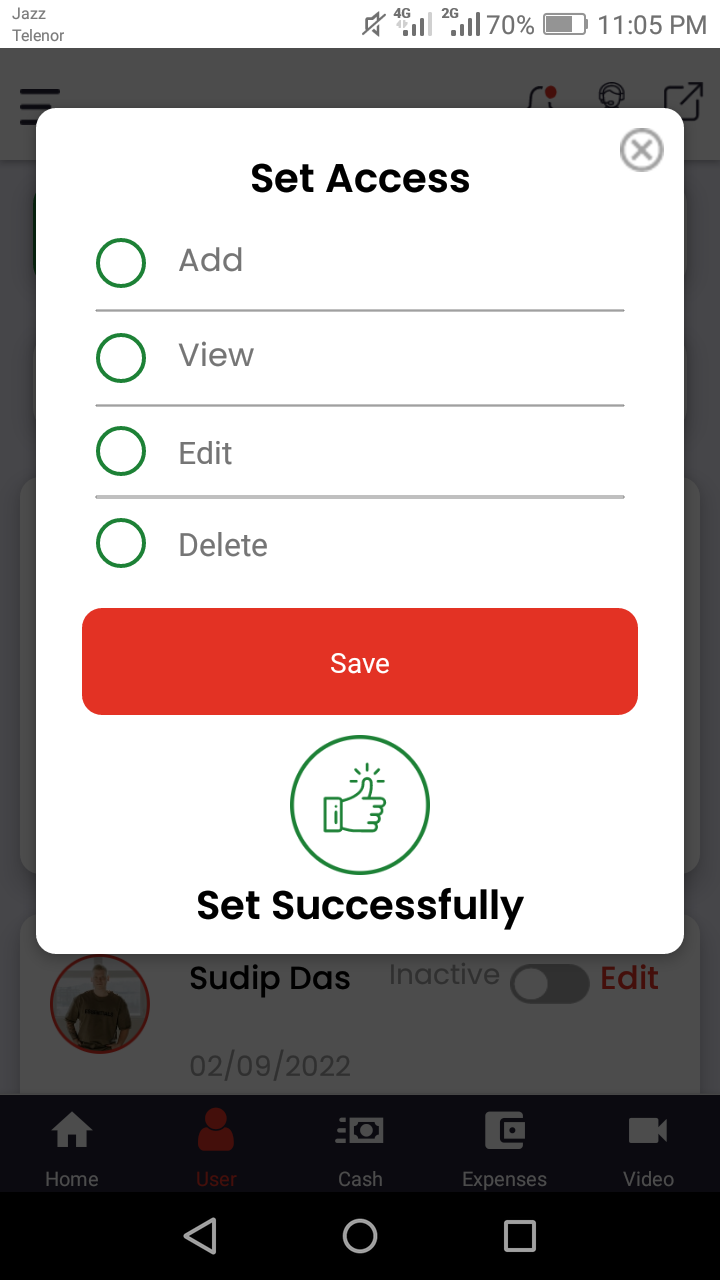 Jazz
Telenor
4G 2G 70% 11:05 PM
Set Access
Add
View
Edit
Delete
Save
Set Successfully
Sudip Das Inactive Edit
02/09/2022
Home User Cash Expenses Video